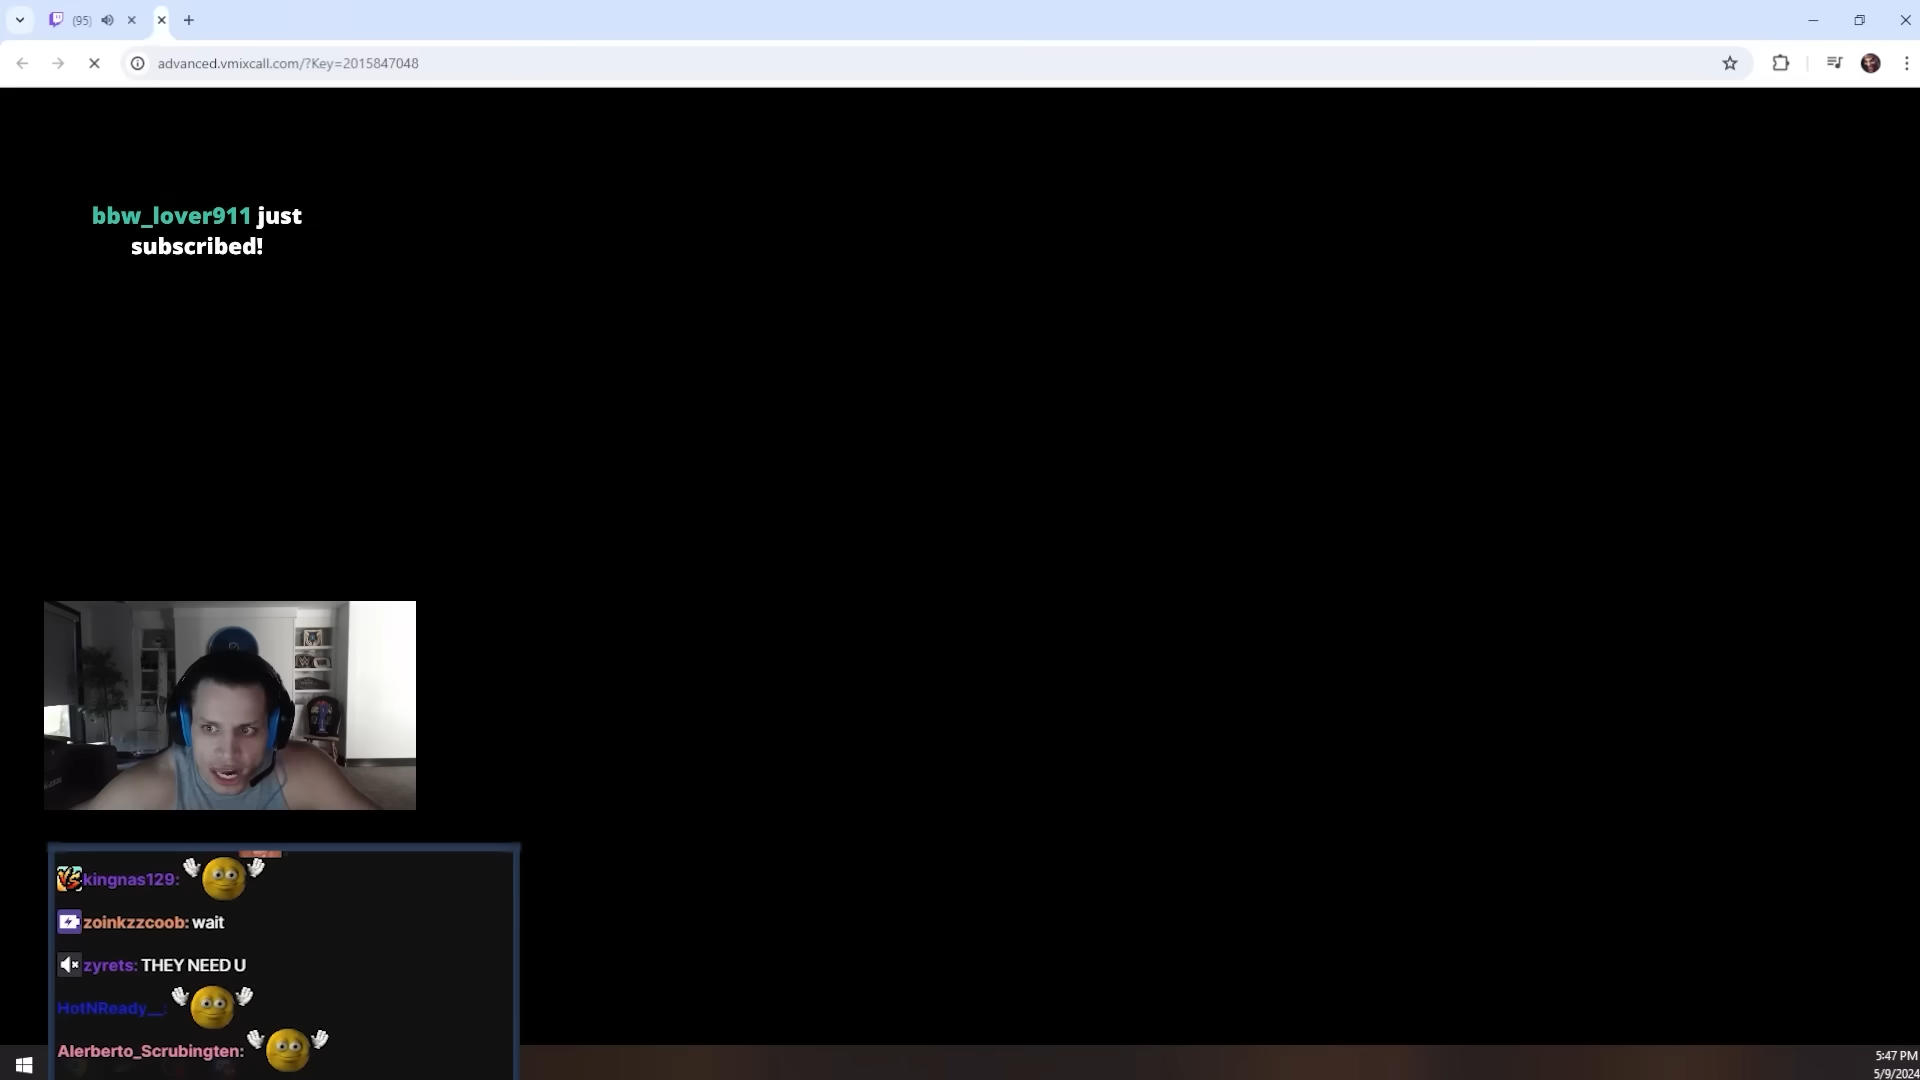 (95)
advanced.vmixcall.com/?Key=2015847048
bbw_lover911 just
subscribed!
kingnas129:
zoinkzzcoob: wait
zyrets: THEY NEED U
HotNReady__:
Alerberto_Scrubingten:
5:47 PM
5/9/2024